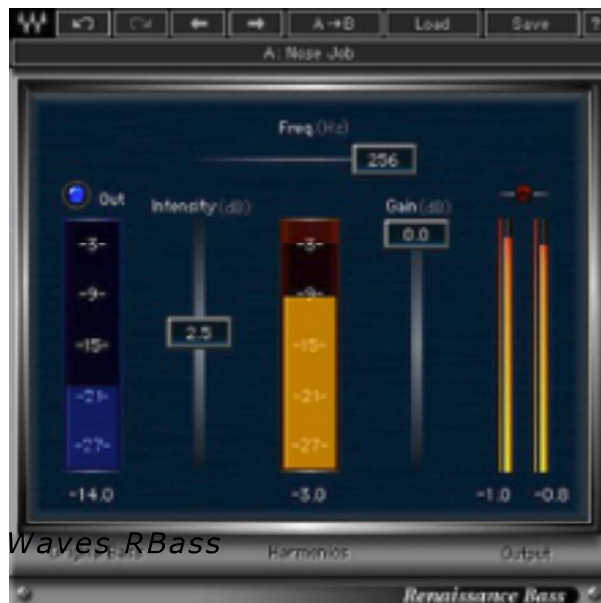 A→B Load Save ?
A: Nose Job
Freq (Hz)
256
Out Intensity (dB) Gain (dB)
0.0
-3- -3-
-9- -9-
2.5
-15- -15-
-21- -21-
-27- -27-
-14.0 -3.0 -1.0 -0.8
Waves RBass
Harmonics Output
Renaissance Bass